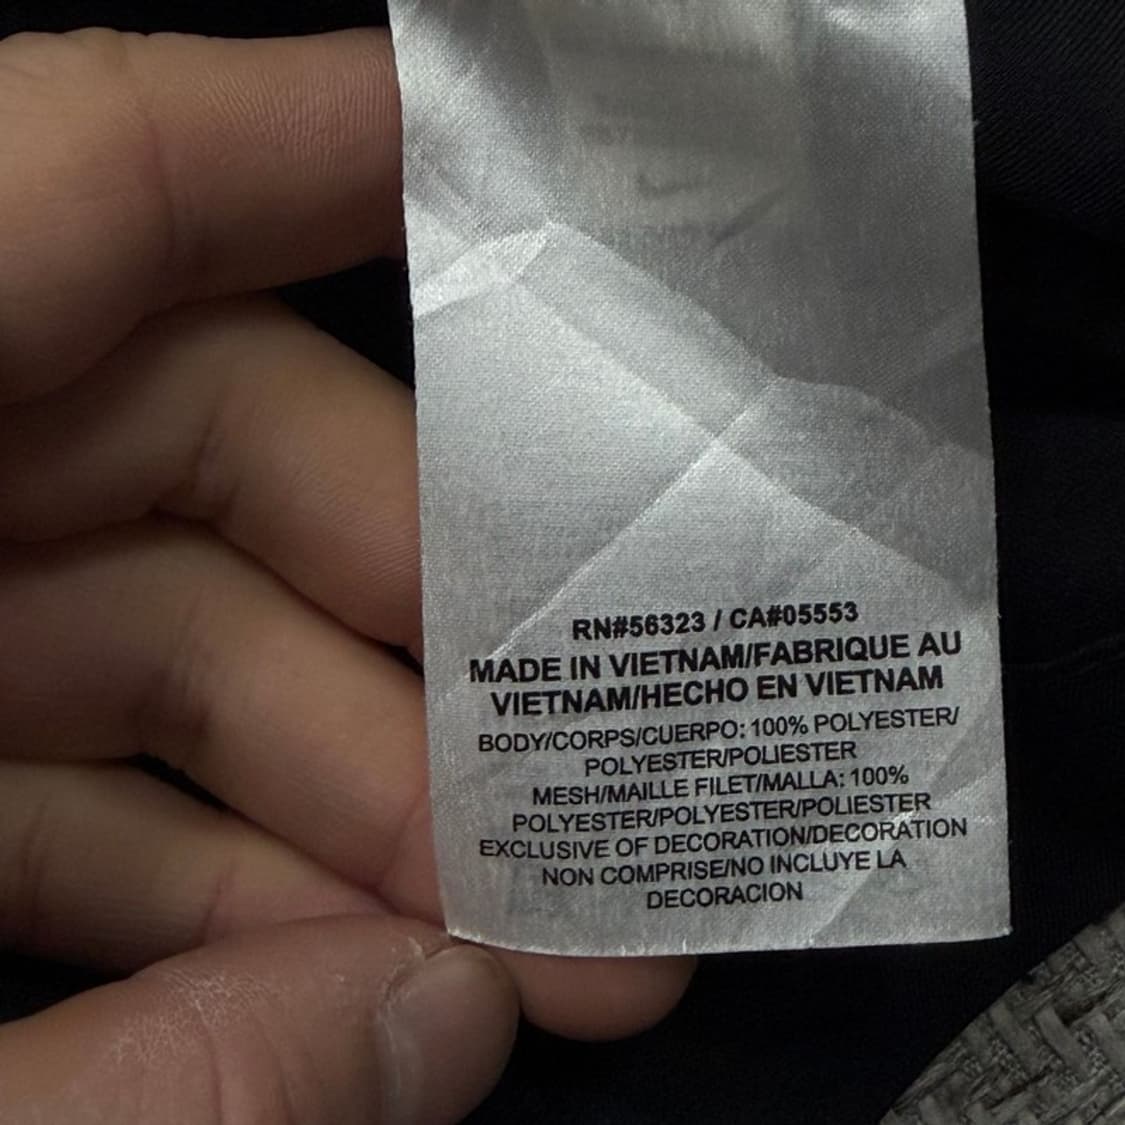 RN#56323 / CA#05553
MADE IN VIETNAM/FABRIQUE AU
VIETNAM/HECHO EN VIETNAM
BODY/CORPS/CUERPO: 100% POLYESTER/
POLYESTER/POLIESTER
MESH/MAILLE FILET/MALLA: 100%
POLYESTER/POLYESTER/POLIESTER
EXCLUSIVE OF DECORATION/DECORATION
NON COMPRISE/NO INCLUYE LA
DECORACION